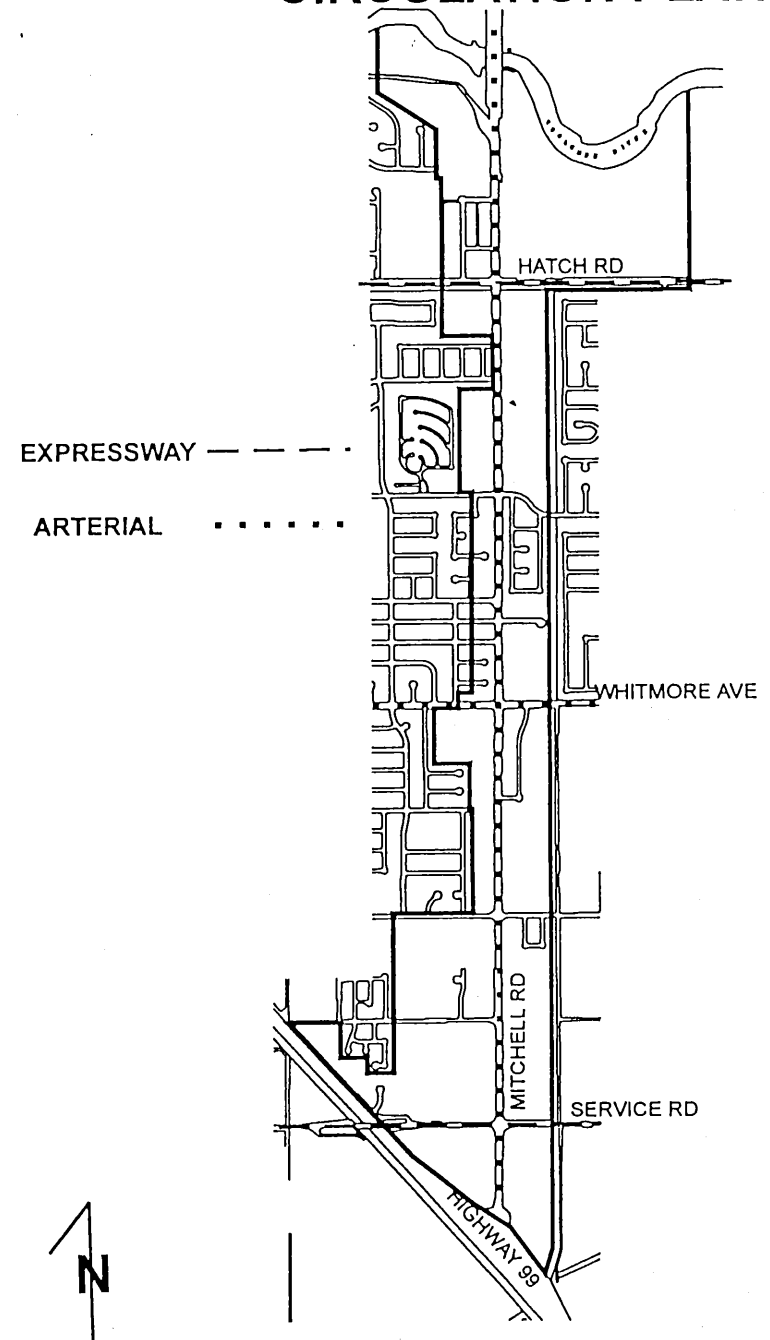 HATCH RD
EXPRESSWAY
ARTERIAL
WHITMORE AVE
MITCHELL RD
SERVICE RD
HIGHWAY 99
N